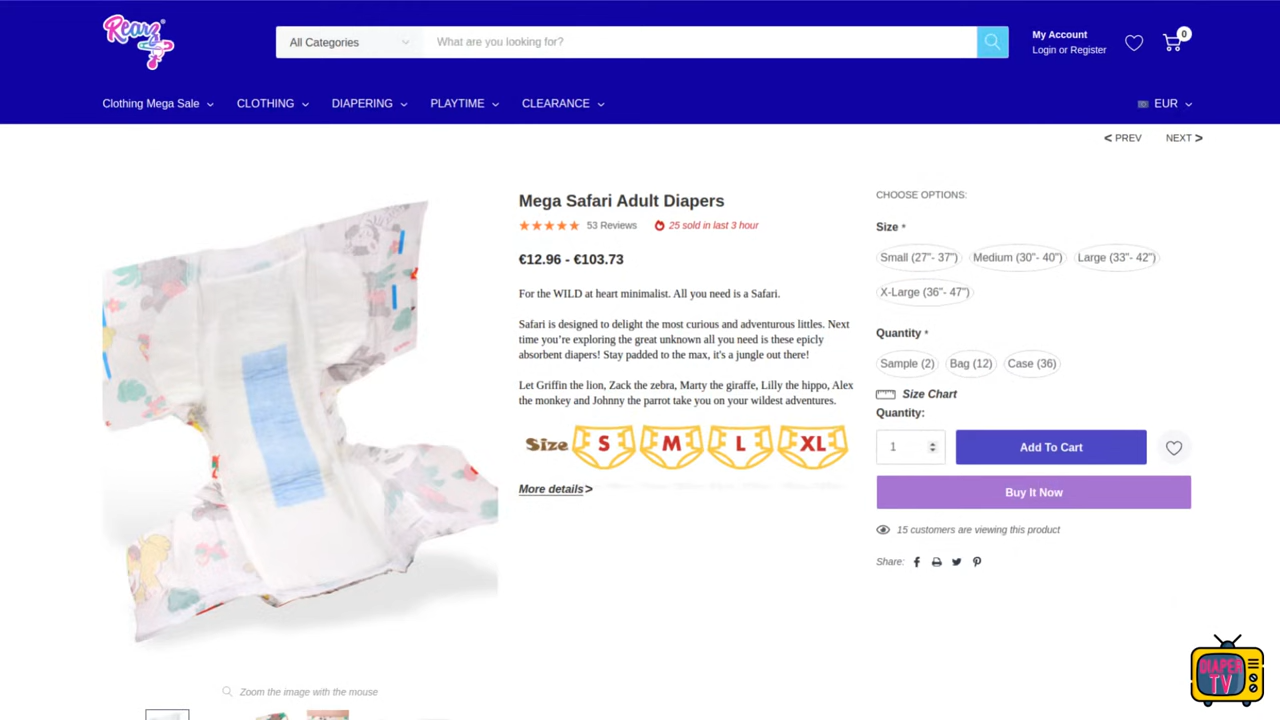 Rearz
All Categories
What are you looking for?
My Account
Login or Register
0
Clothing Mega Sale
CLOTHING
DIAPERING
PLAYTIME
CLEARANCE
EUR
< PREV
NEXT >
Mega Safari Adult Diapers
53 Reviews
25 sold in last 3 hour
€12.96 - €103.73
For the WILD at heart minimalist. All you need is a Safari.
Safari is designed to delight the most curious and adventurous littles. Next
time you’re exploring the great unknown all you need is these epicly
absorbent diapers! Stay padded to the max, it's a jungle out there!
Let Griffin the lion, Zack the zebra, Marty the giraffe, Lilly the hippo, Alex
the monkey and Johnny the parrot take you on your wildest adventures.
Size S M L XL
More details>
CHOOSE OPTIONS:
Size *
Small (27"- 37") Medium (30"- 40") Large (33"- 42")
X-Large (36"- 47")
Quantity *
Sample (2) Bag (12) Case (36)
Size Chart
Quantity:
1
Add To Cart
Buy It Now
15 customers are viewing this product
Share:
Zoom the image with the mouse
DIAPER
TV